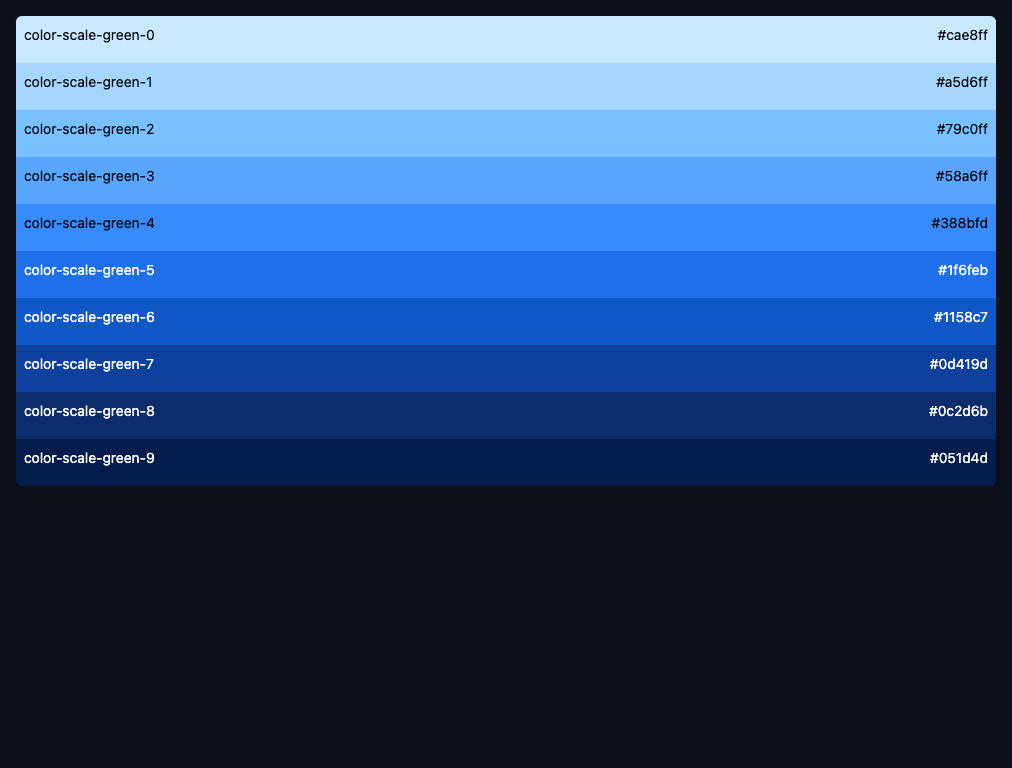 color-scale-green-0 #cae8ff
color-scale-green-1 #a5d6ff
color-scale-green-2 #79c0ff
color-scale-green-3 #58a6ff
color-scale-green-4 #388bfd
color-scale-green-5 #1f6feb
color-scale-green-6 #1158c7
color-scale-green-7 #0d419d
color-scale-green-8 #0c2d6b
color-scale-green-9 #051d4d